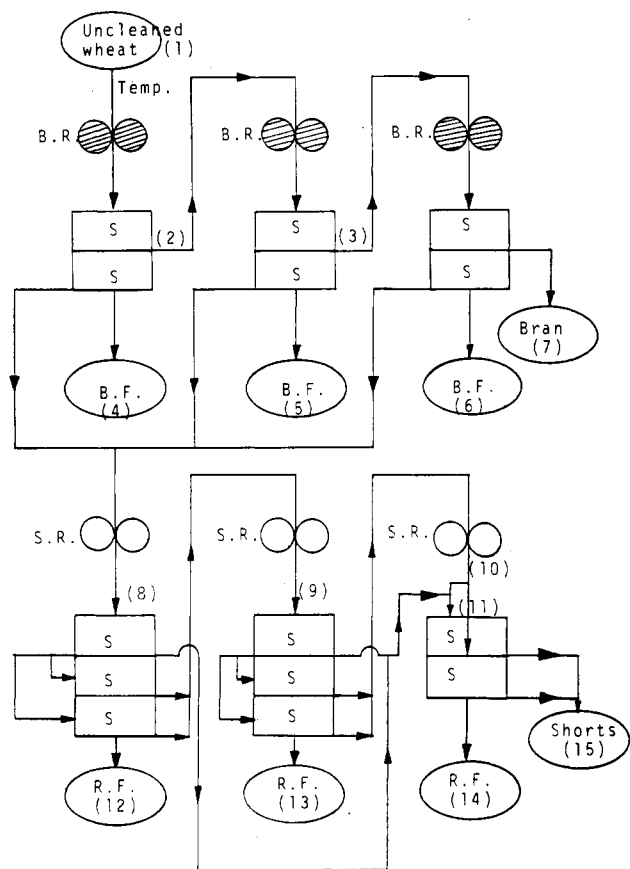 Uncleaned
wheat (1)
Temp.
B.R.
B.R.
B.R.
S
S
(2)
S
S
(3)
S
S
Bran
(7)
B.F.
(4)
B.F.
(5)
B.F.
(6)
S.R.
S.R.
S.R.
(8)
(9)
(10)
(11)
S
S
S
S
S
S
S
S
Shorts
(15)
R.F.
(12)
R.F.
(13)
R.F.
(14)